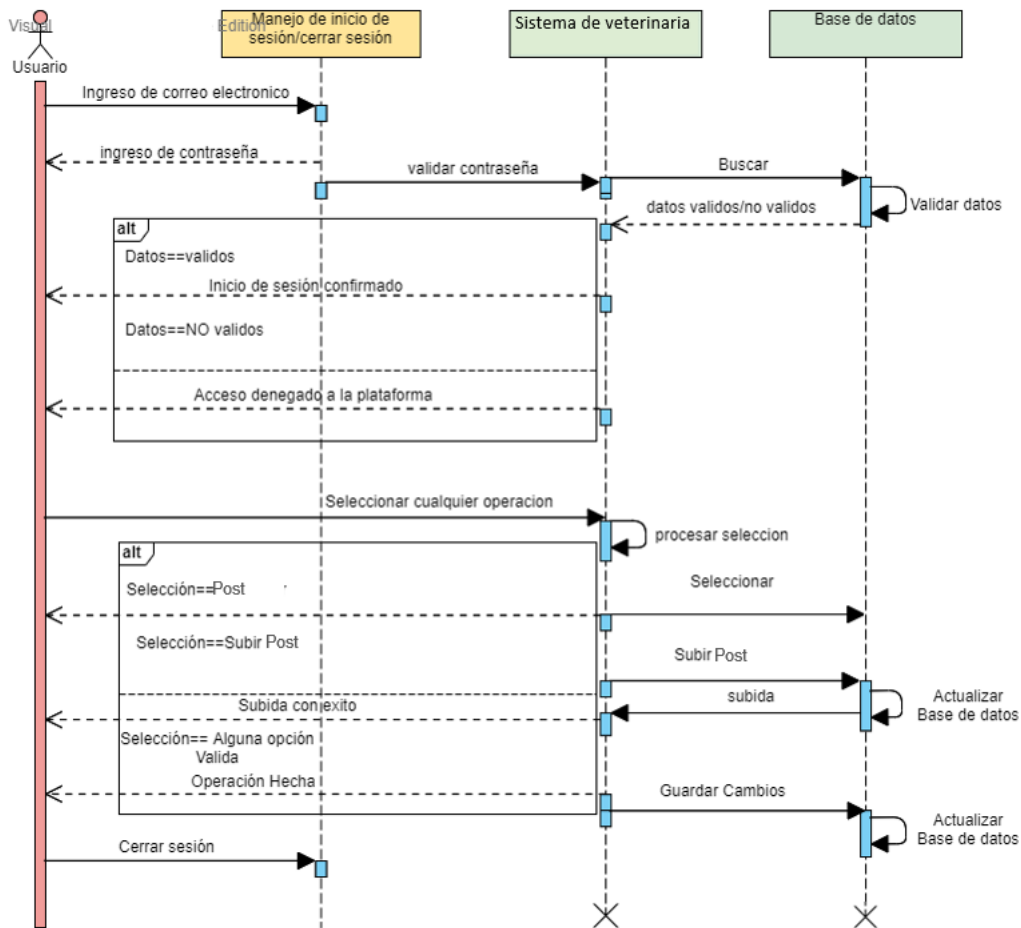 Visual
Edition
Manejo de inicio de
sesión/cerrar sesión
Sistema de veterinaria
Base de datos
Usuario
Ingreso de correo electronico
ingreso de contraseña
validar contraseña
Buscar
Validar datos
datos validos/no validos
alt
Datos==validos
Inicio de sesión confirmado
Datos==NO validos
Acceso denegado a la plataforma
Seleccionar cualquier operacion
procesar seleccion
alt
Selección==Post
Seleccionar
Selección==Subir Post
Subir Post
subida
Actualizar
Base de datos
Subida con exito
Selección== Alguna opción
Valida
Operación Hecha
Guardar Cambios
Actualizar
Base de datos
Cerrar sesión